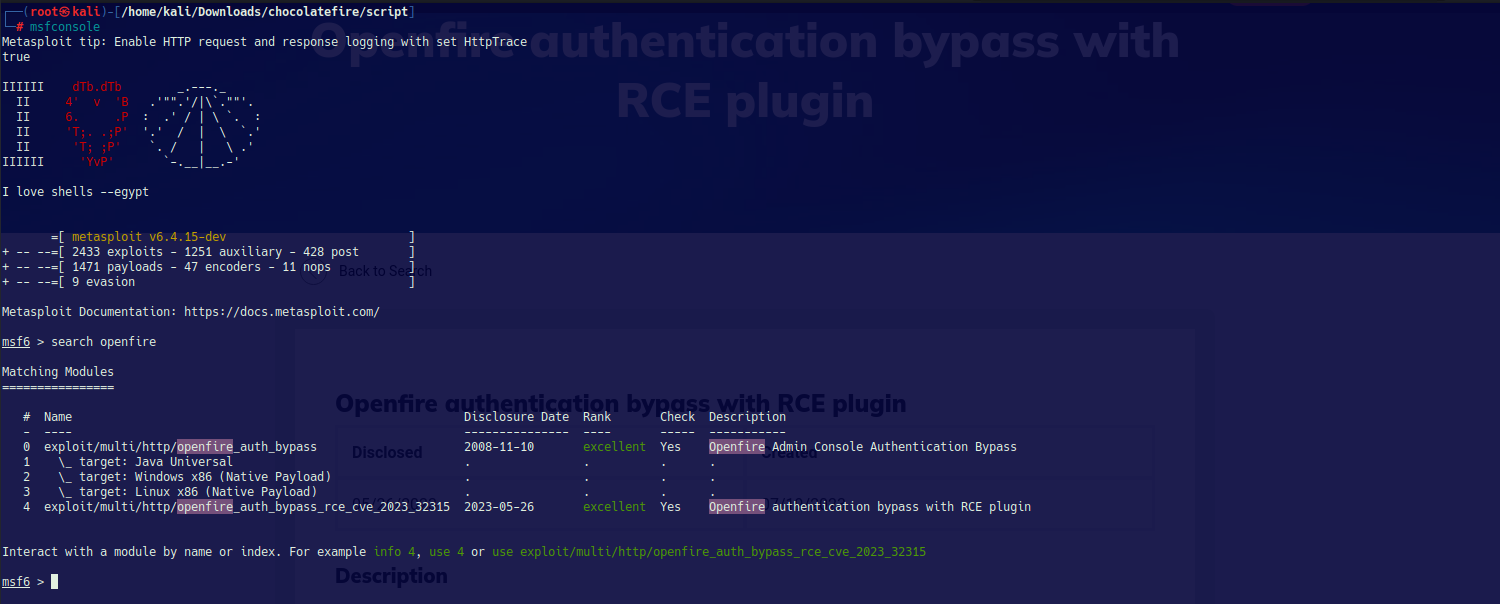 ┌──(root㉿kali)-[/home/kali/Downloads/chocolatefire/script]
└─# msfconsole
Metasploit tip: Enable HTTP request and response logging with set HttpTrace
true
Openfire authentication bypass with
RCE plugin
IIIIII    dTb.dTb        _.---._
  II     4'  v  'B   .'"".'/|\`.""'.
  II     6.     .P  :  .' / | \ `.  :
  II     'T;. .;P'  '.'  /  |  \  `.'
  II      'T; ;P'    `. /   |   \ .'
IIIIII     'YvP'       `-.__|__.-'
I love shells --egypt
       =[ metasploit v6.4.15-dev                          ]
+ -- --=[ 2433 exploits - 1251 auxiliary - 428 post       ]
+ -- --=[ 1471 payloads - 47 encoders - 11 nops           ]
Back to Search
+ -- --=[ 9 evasion                                       ]
Metasploit Documentation: https://docs.metasploit.com/
msf6 > search openfire
Matching Modules
================
Openfire authentication bypass with RCE plugin
   #  Name                                                        Disclosure Date  Rank       Check  Description
   -  ----                                                        ---------------  ----       -----  -----------
   0  exploit/multi/http/openfire_auth_bypass                     2008-11-10       excellent  Yes    Openfire Admin Console Authentication Bypass
Disclosed
Created
   1    \_ target: Java Universal                                 .                .          .      .
   2    \_ target: Windows x86 (Native Payload)                   .                .          .      .
   3    \_ target: Linux x86 (Native Payload)                     .                .          .      .
   4  exploit/multi/http/openfire_auth_bypass_rce_cve_2023_32315  2023-05-26       excellent  Yes    Openfire authentication bypass with RCE plugin
Interact with a module by name or index. For example info 4, use 4 or use exploit/multi/http/openfire_auth_bypass_rce_cve_2023_32315
Description
msf6 >